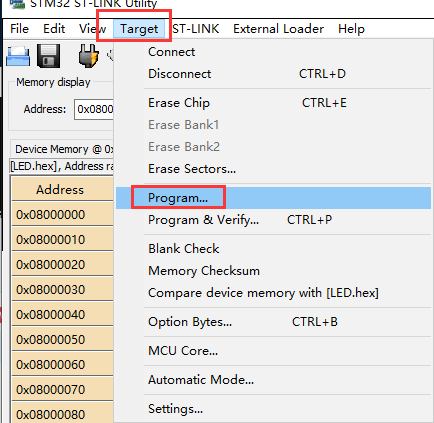 STM32 ST-LINK Utility
File Edit View Target ST-LINK External Loader Help
Connect
Disconnect CTRL+D
Memory display
Address: 0x0800
Erase Chip CTRL+E
Erase Bank1
Erase Bank2
Erase Sectors...
Device Memory @ 0x
[LED.hex], Address ra
Address
Program...
Program & Verify... CTRL+P
Blank Check
Memory Checksum
Compare device memory with [LED.hex]
Option Bytes... CTRL+B
MCU Core...
Automatic Mode...
Settings...
0x08000000
0x08000010
0x08000020
0x08000030
0x08000040
0x08000050
0x08000060
0x08000070
0x08000080